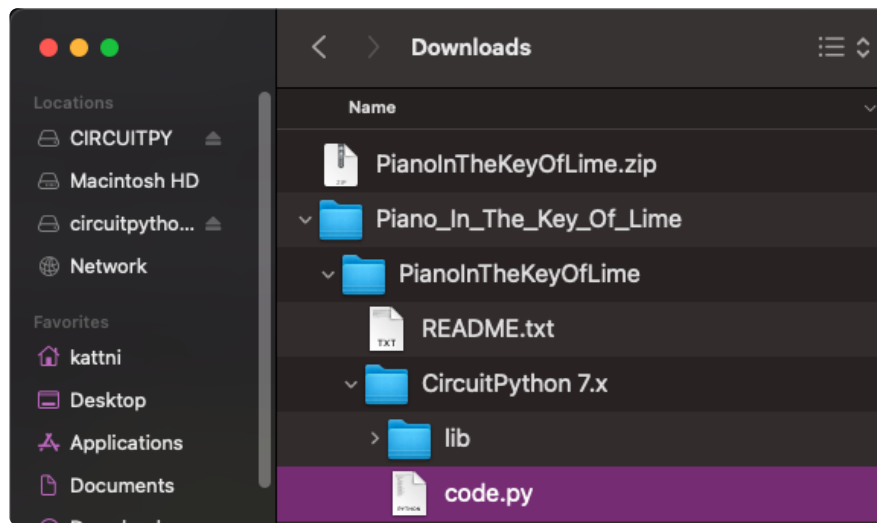 Locations
CIRCUITPY
Macintosh HD
circuitpytho...
Network
Favorites
kattni
Desktop
Applications
Documents
Downloads
Name
PianoInTheKeyOfLime.zip
ZIP
Piano_In_The_Key_Of_Lime
PianoInTheKeyOfLime
README.txt
TXT
CircuitPython 7.x
lib
code.py
PYTHON